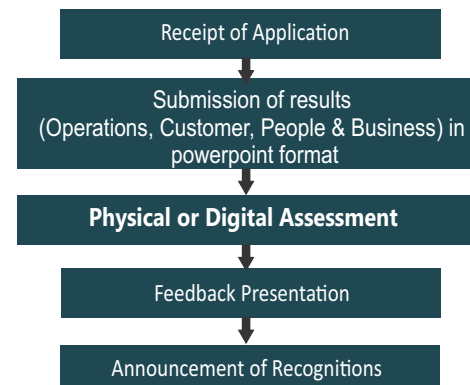 Receipt of Application
Submission of results
(Operations, Customer, People & Business) in
powerpoint format
Physical or Digital Assessment
Feedback Presentation
Announcement of Recognitions